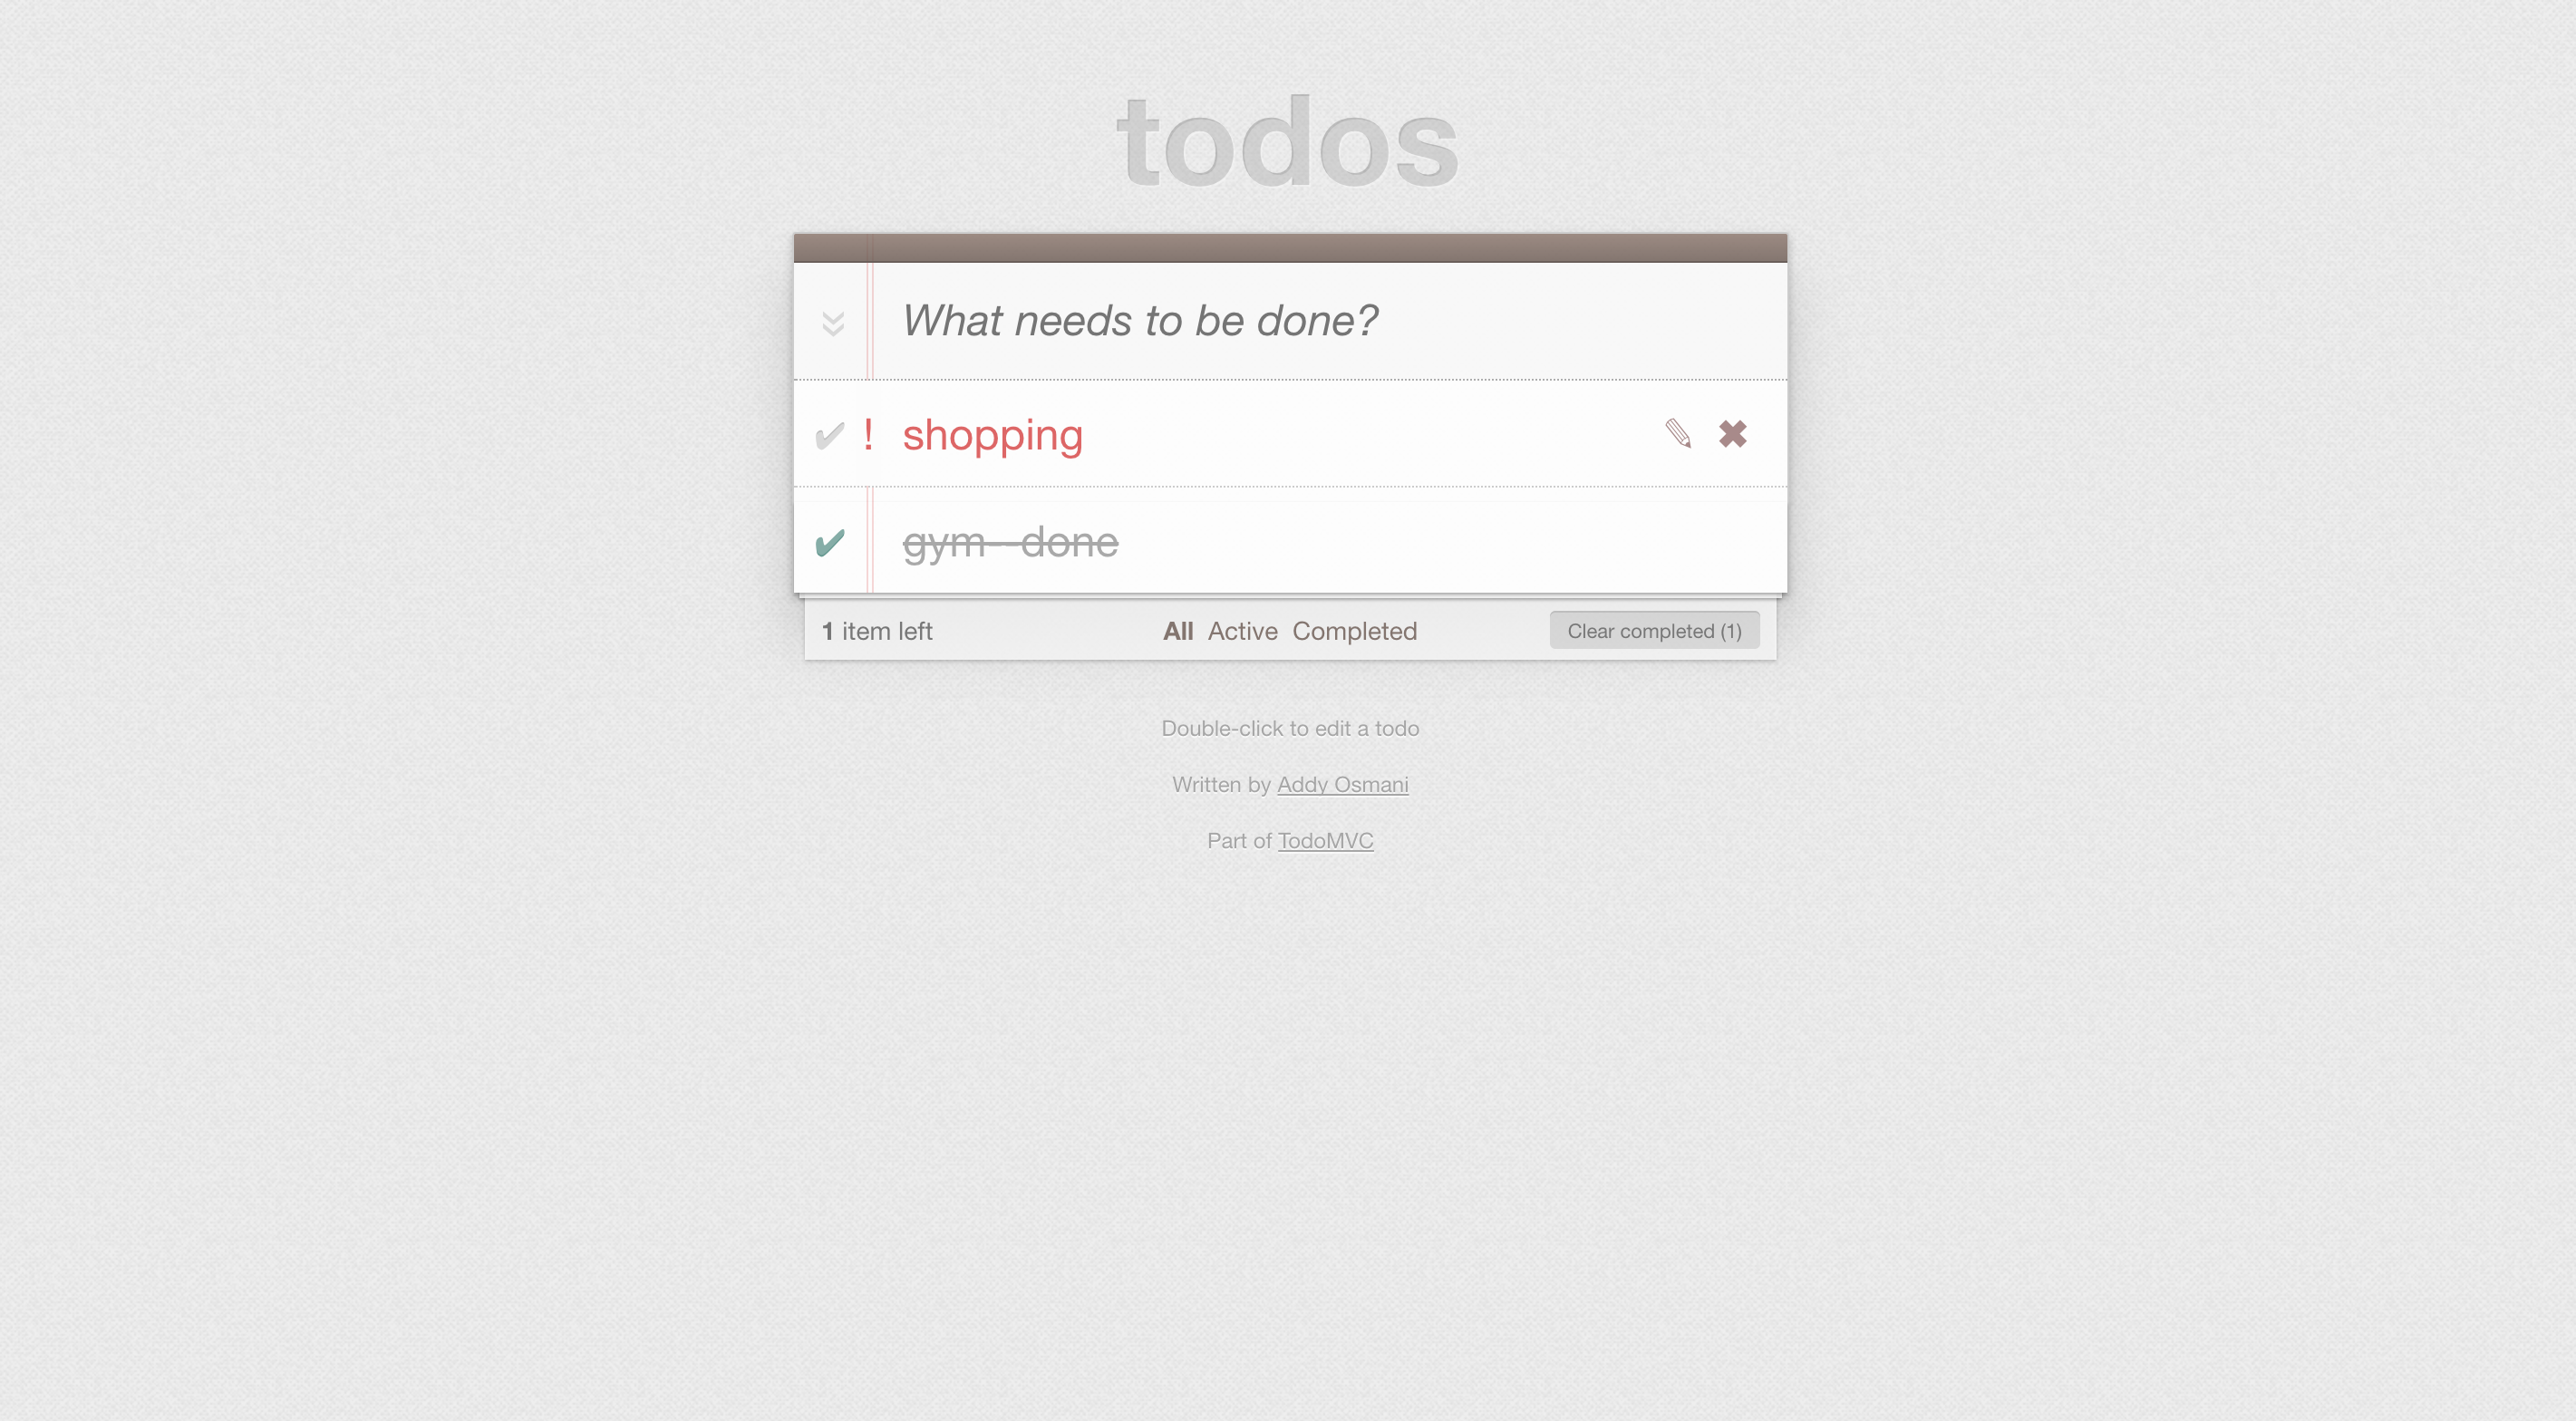 todos
What needs to be done?
! shopping
gym - done
1 item left All Active Completed Clear completed (1)
Double-click to edit a todo
Written by Addy Osmani
Part of TodoMVC